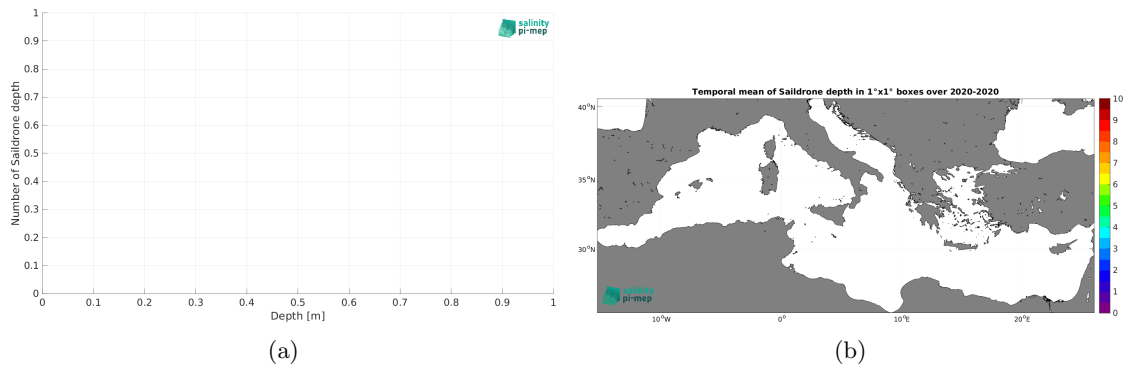 1
0.9
0.8
0.7
0.6
0.5
0.4
0.3
0.2
0.1
0
Number of Saildrone depth
0 0.1 0.2 0.3 0.4 0.5 0.6 0.7 0.8 0.9 1
Depth [m]
salinity
pi-mep
(a)
Temporal mean of Saildrone depth in 1°x1° boxes over 2020-2020
40°N
35°N
30°N
10°W 0° 10°E 20°E
salinity
pi-mep
10
9
8
7
6
5
4
3
2
1
0
(b)